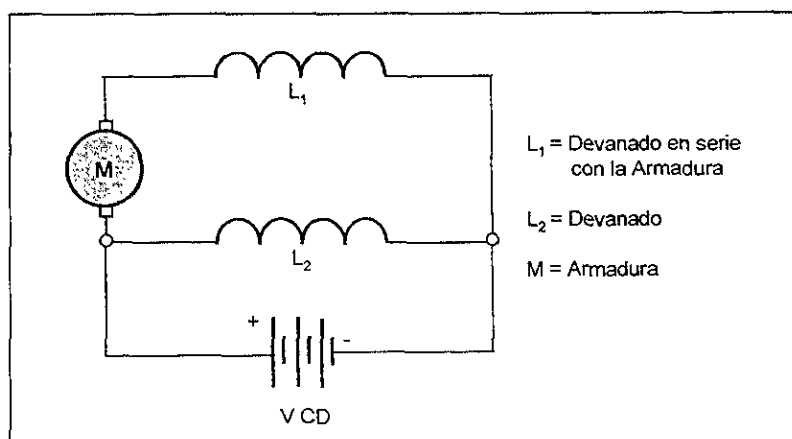 L₁
M
L₁ = Devanado en serie
con la Armadura
L₂ = Devanado
L₂
M = Armadura
+
-
V CD